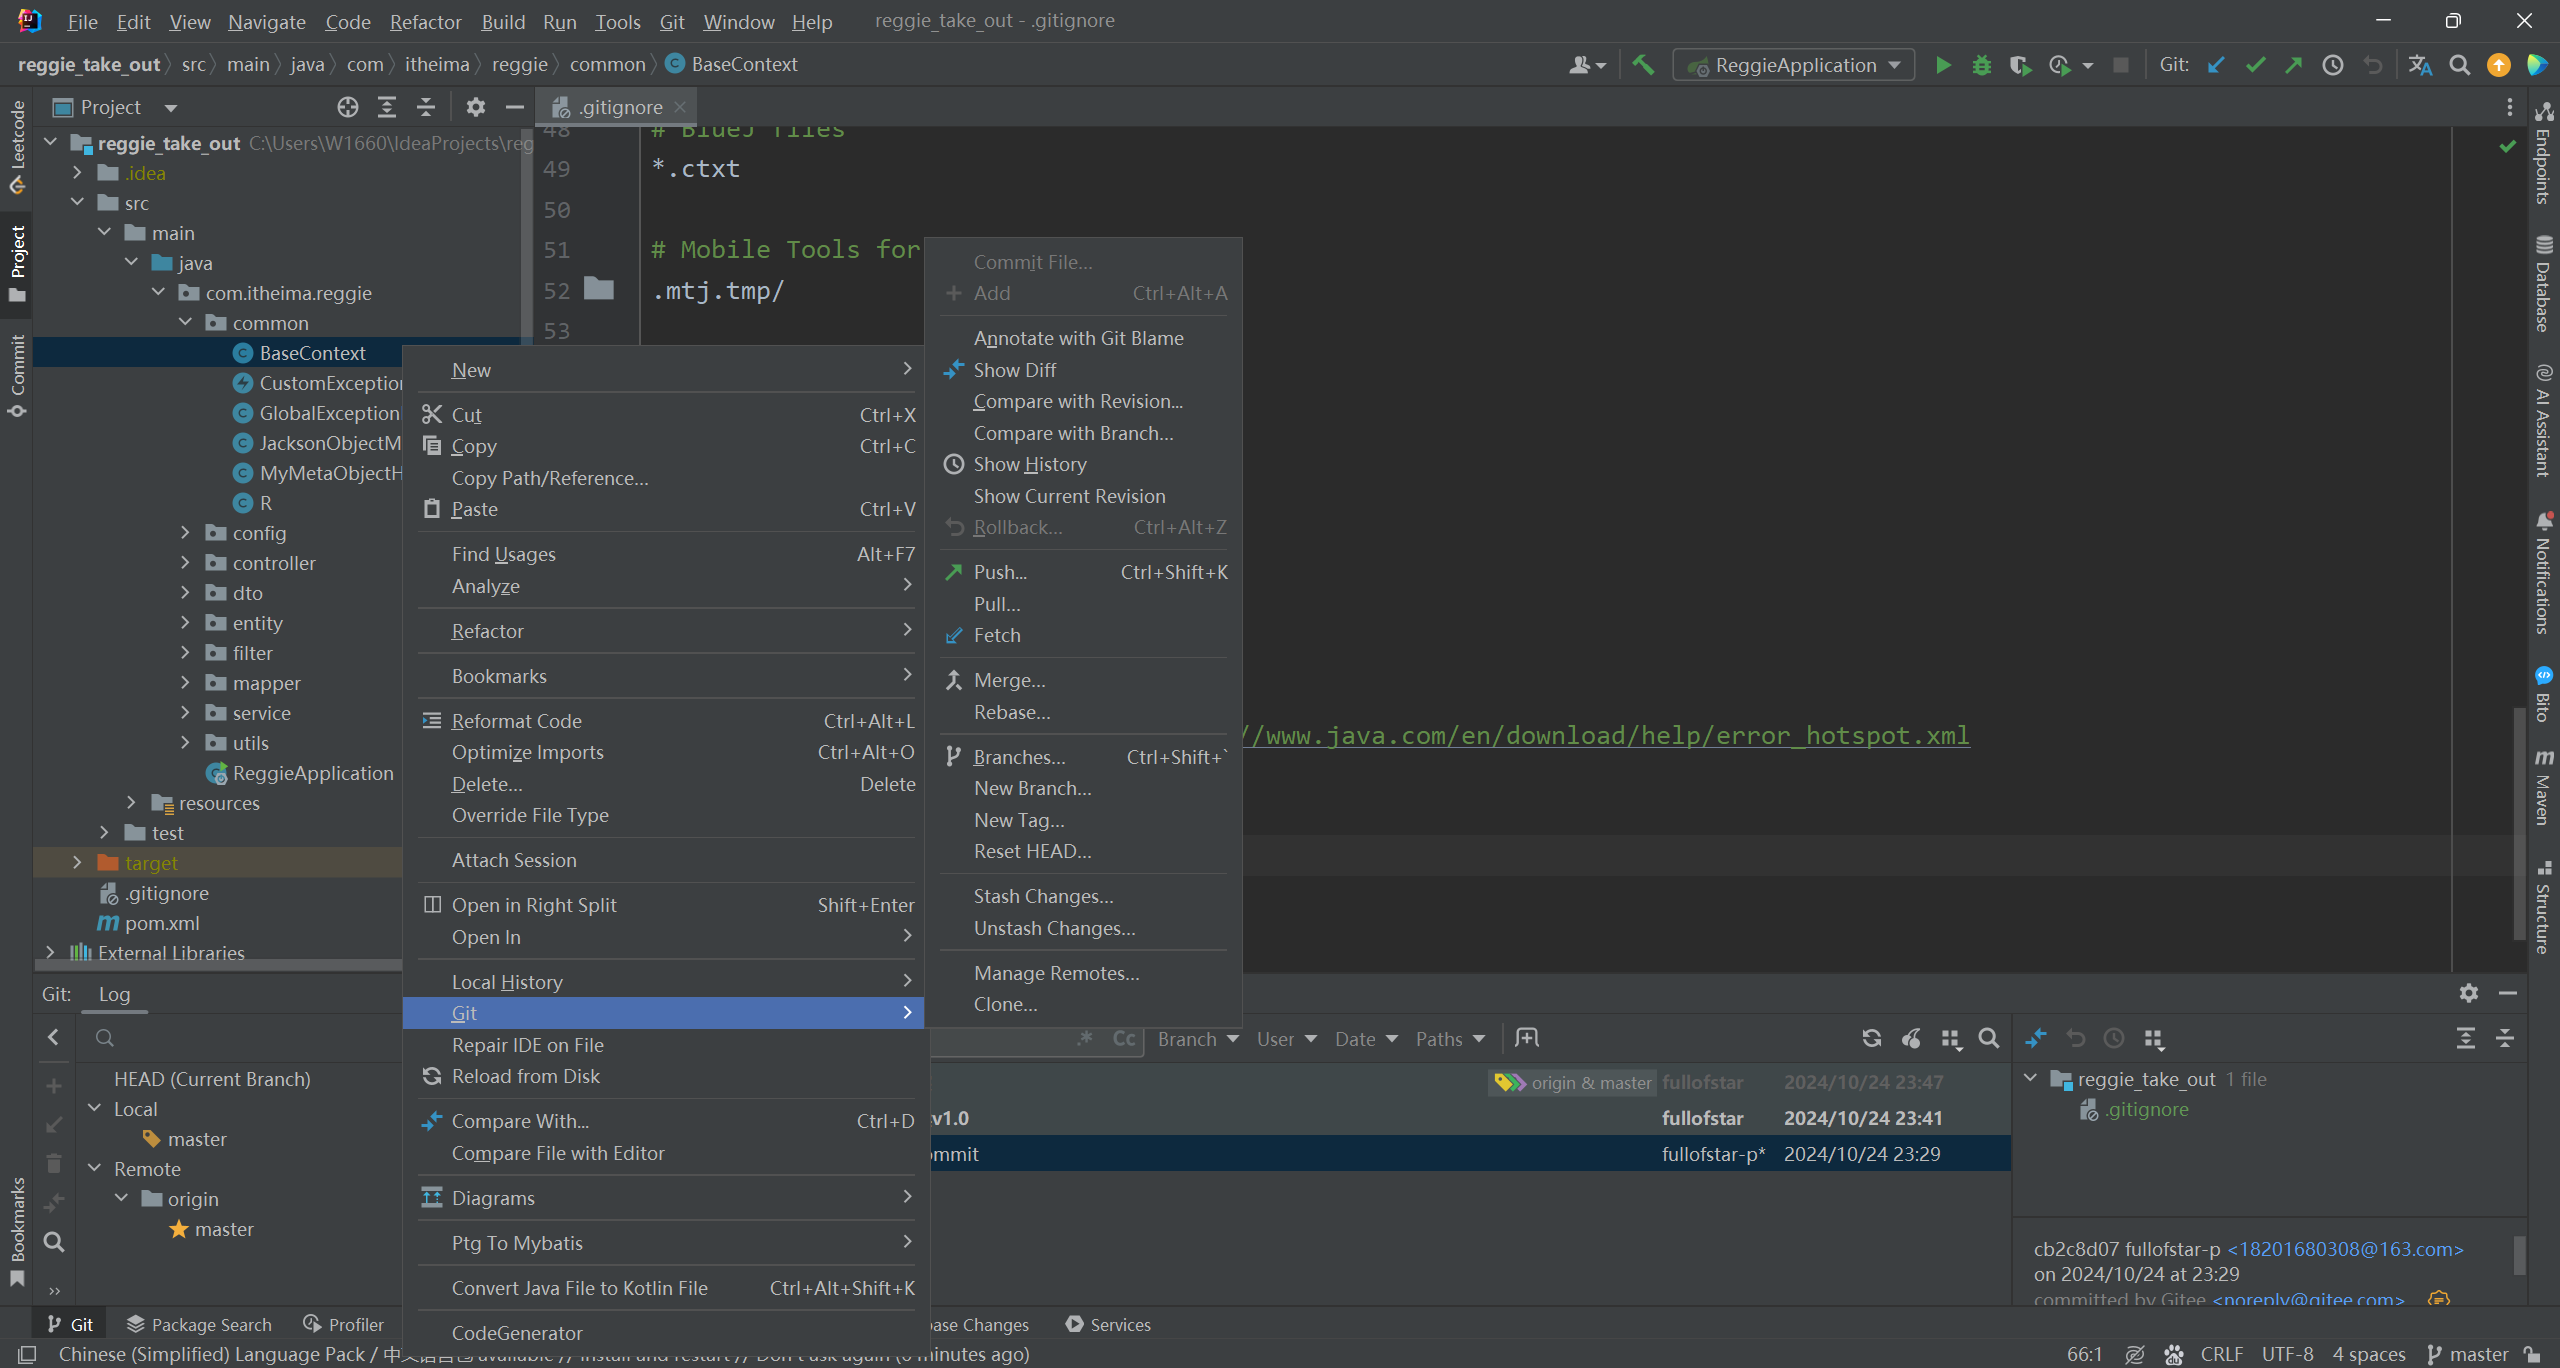 File Edit View Navigate Code Refactor Build Run Tools Git Window Help reggie_take_out - .gitignore
reggie_take_out src main java com itheima reggie common BaseContext
ReggieApplication Git:
Project
.gitignore
Leetcode
Project
Commit
Bookmarks
reggie_take_out C:\Users\W1660\IdeaProjects\reg
.idea
src
main
java
com.itheima.reggie
common
BaseContext
CustomException
GlobalException
JacksonObjectM
MyMetaObjectH
R
config
controller
dto
entity
filter
mapper
service
utils
ReggieApplication
resources
test
target
.gitignore
pom.xml
External Libraries
48 # BlueJ files
49 *.ctxt
50
51 # Mobile Tools for
52 .mtj.tmp/
53
//www.java.com/en/download/help/error_hotspot.xml
New
Cut Ctrl+X
Copy Ctrl+C
Copy Path/Reference...
Paste Ctrl+V
Find Usages Alt+F7
Analyze
Refactor
Bookmarks
Reformat Code Ctrl+Alt+L
Optimize Imports Ctrl+Alt+O
Delete... Delete
Override File Type
Attach Session
Open in Right Split Shift+Enter
Open In
Local History
Git
Repair IDE on File
Reload from Disk
Compare With... Ctrl+D
Compare File with Editor
Diagrams
Ptg To Mybatis
Convert Java File to Kotlin File Ctrl+Alt+Shift+K
CodeGenerator
Commit File...
Add Ctrl+Alt+A
Annotate with Git Blame
Show Diff
Compare with Revision...
Compare with Branch...
Show History
Show Current Revision
Rollback... Ctrl+Alt+Z
Push... Ctrl+Shift+K
Pull...
Fetch
Merge...
Rebase...
Branches... Ctrl+Shift+`
New Branch...
New Tag...
Reset HEAD...
Stash Changes...
Unstash Changes...
Manage Remotes...
Clone...
Endpoints
Database
AI Assistant
Notifications
Bito
Maven
Structure
Git: Log
HEAD (Current Branch)
Local
master
Remote
origin
master
.* Cc Branch User Date Paths
origin & master fullofstar 2024/10/24 23:47
v1.0 fullofstar 2024/10/24 23:41
mmit fullofstar-p* 2024/10/24 23:29
reggie_take_out 1 file
.gitignore
cb2c8d07 fullofstar-p <18201680308@163.com>
on 2024/10/24 at 23:29
committed by Gitee <noreply@gitee.com>
Git Package Search Profiler ase Changes Services
Chinese (Simplified) Language Pack / 中文语言包 available // Install and restart // Don't ask again (6 minutes ago)
66:1 CRLF UTF-8 4 spaces master